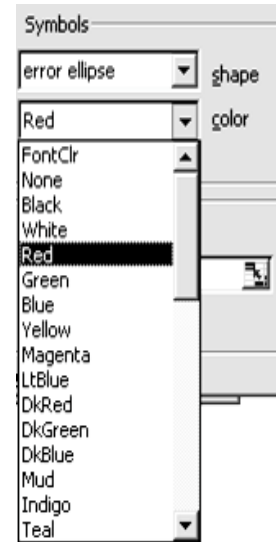 Symbols
error ellipse shape
Red color
FontClr
None
Black
White
Red
Green
Blue
Yellow
Magenta
LtBlue
DkRed
DkGreen
DkBlue
Mud
Indigo
Teal